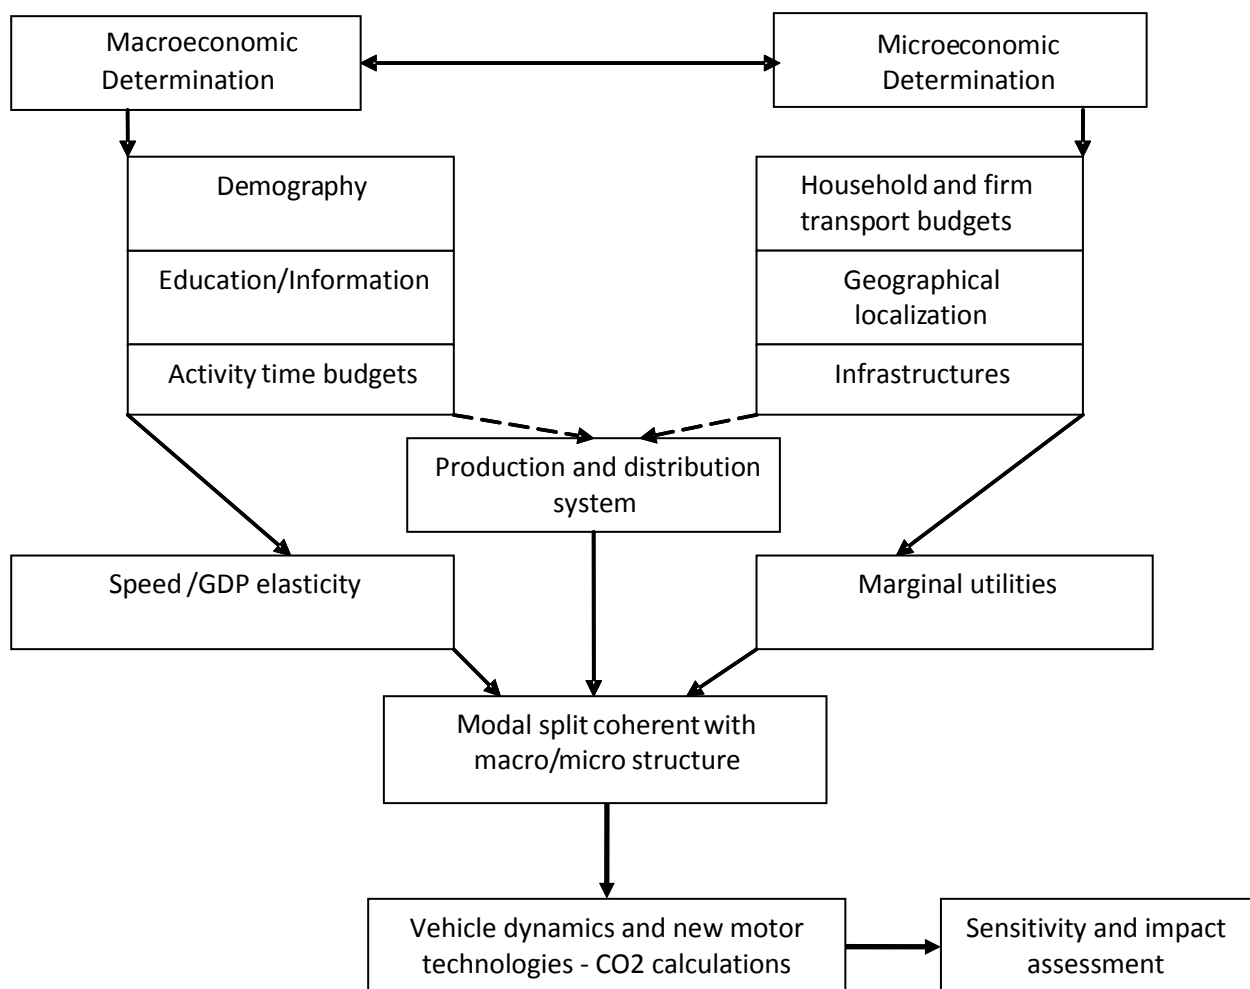 Macroeconomic
Determination
Microeconomic
Determination
Demography
Education/Information
Activity time budgets
Household and firm
transport budgets
Geographical
localization
Infrastructures
Production and distribution
system
Speed /GDP elasticity
Marginal utilities
Modal split coherent with
macro/micro structure
Vehicle dynamics and new motor
technologies - CO2 calculations
Sensitivity and impact
assessment